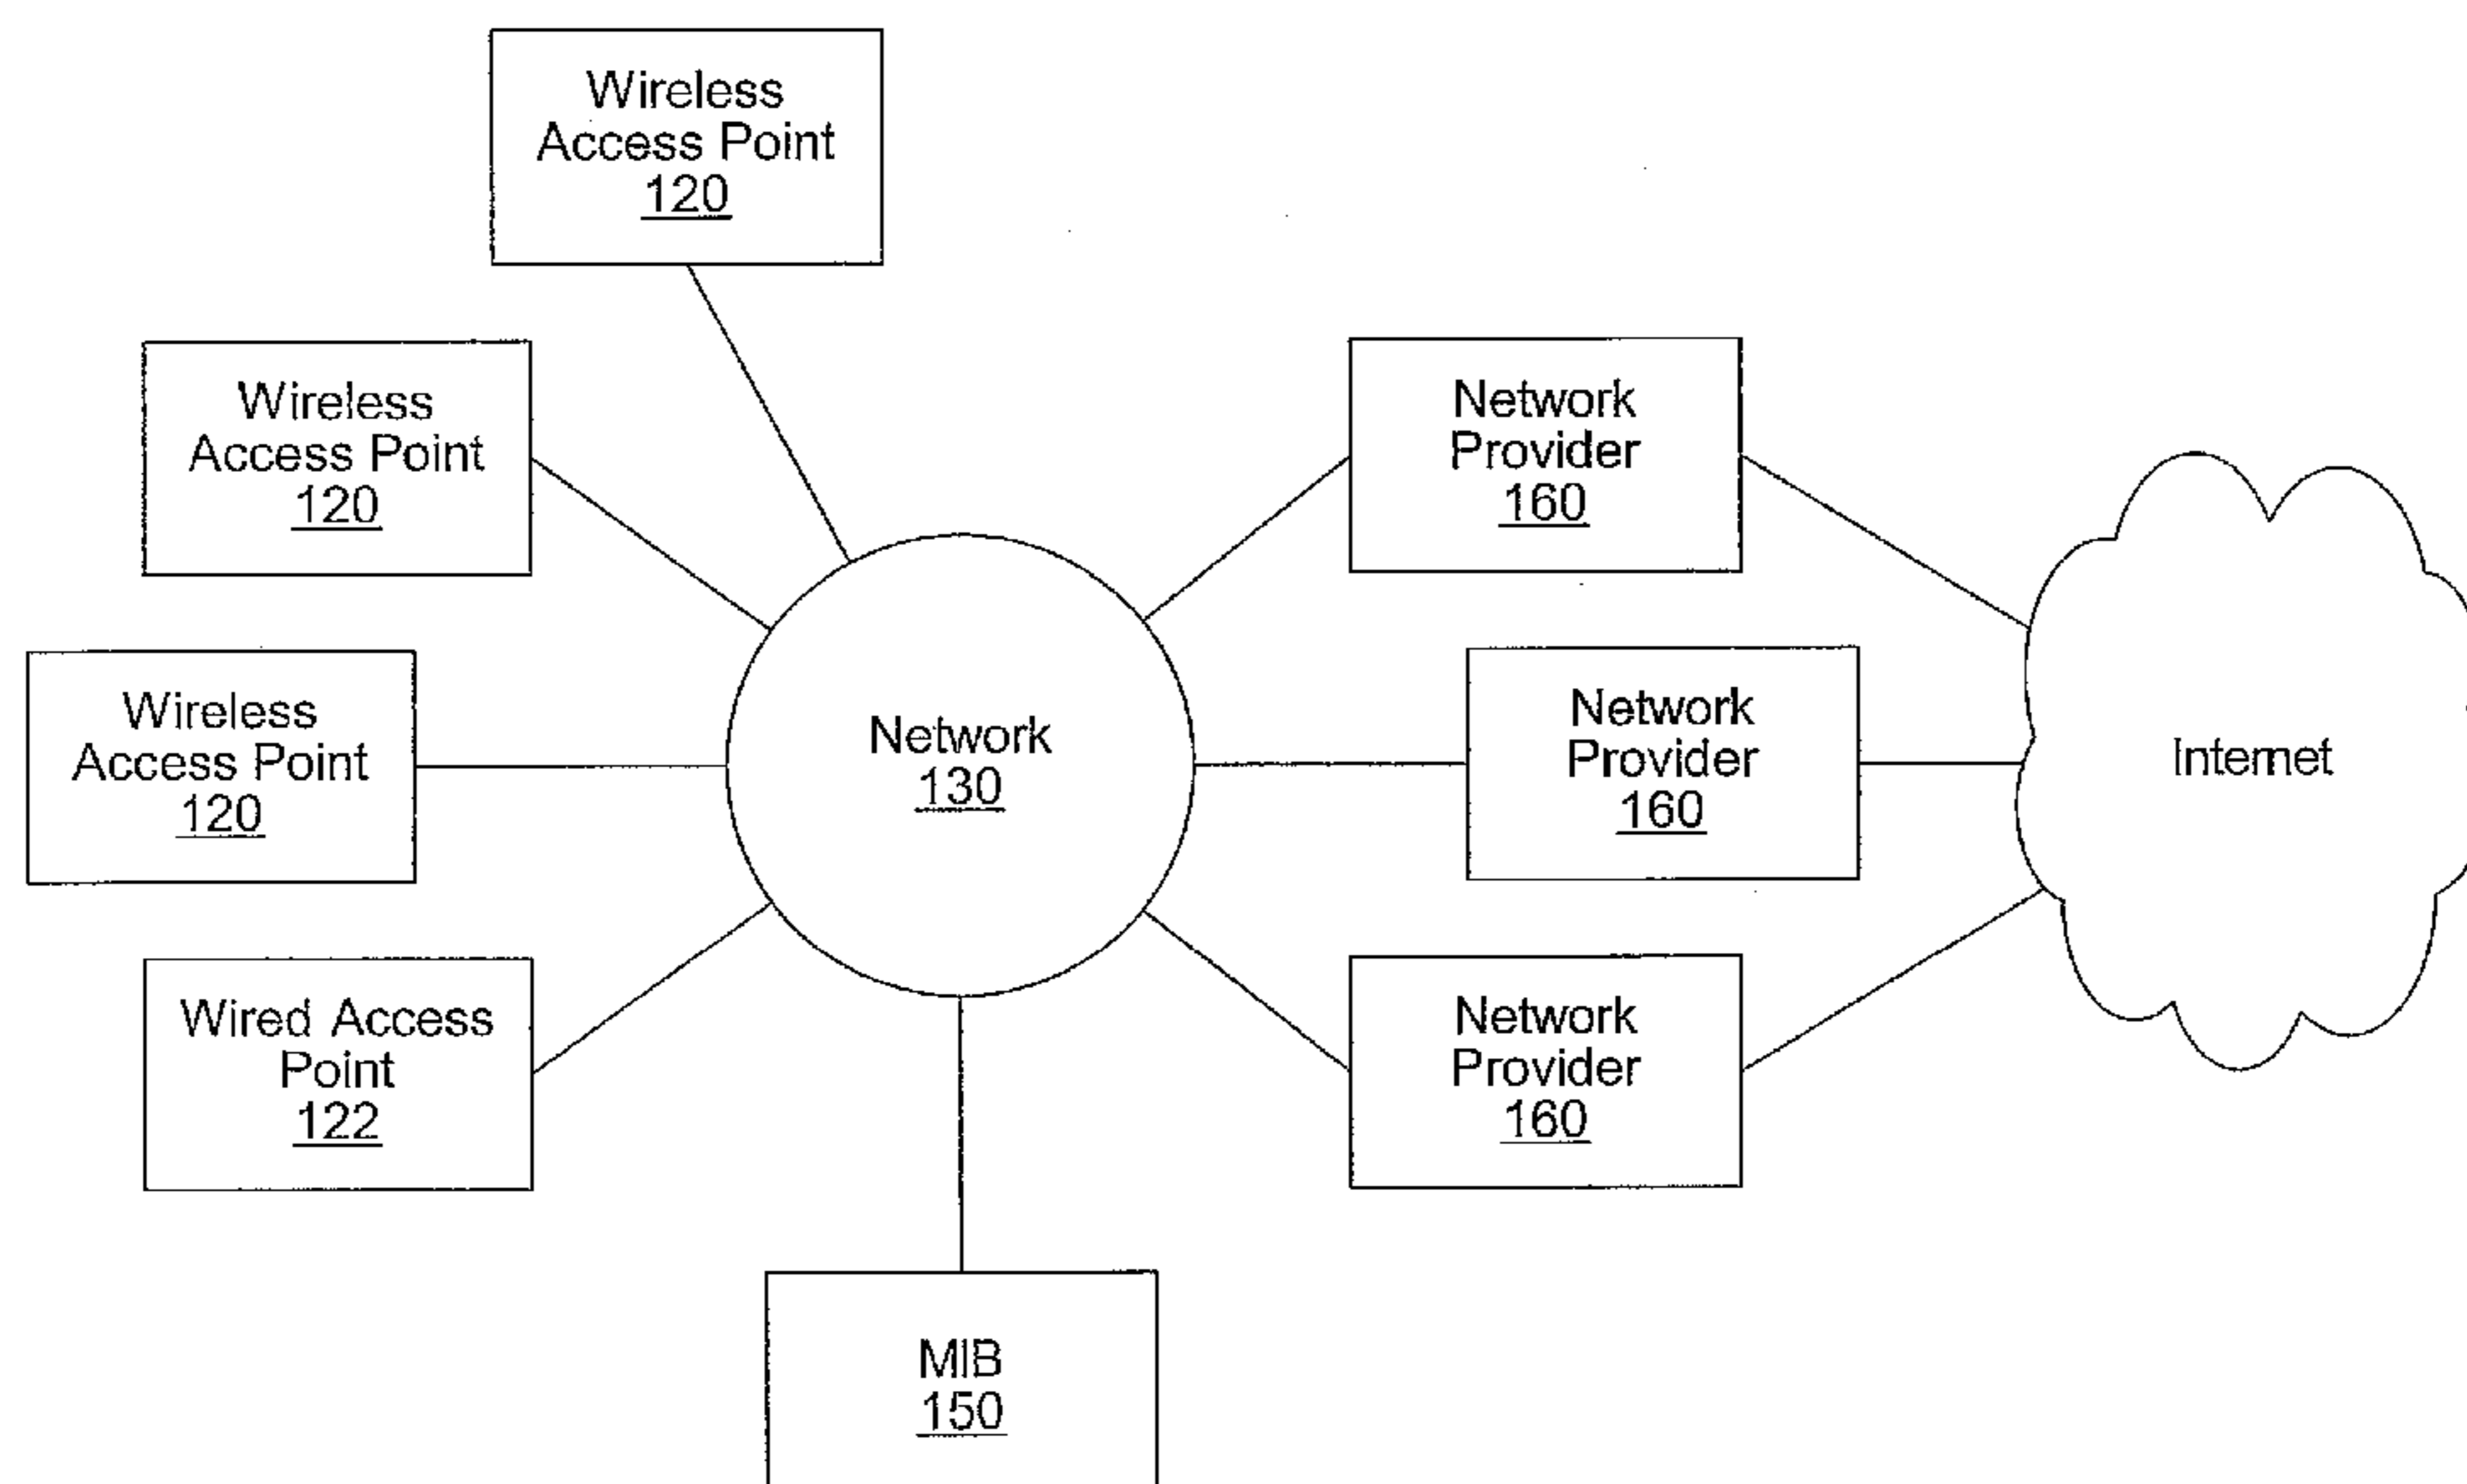 Wireless
Access Point
120
Wireless
Access Point
120
Wireless
Access Point
120
Wired Access
Point
122
Network
130
MIB
150
Network
Provider
160
Network
Provider
160
Network
Provider
160
Internet